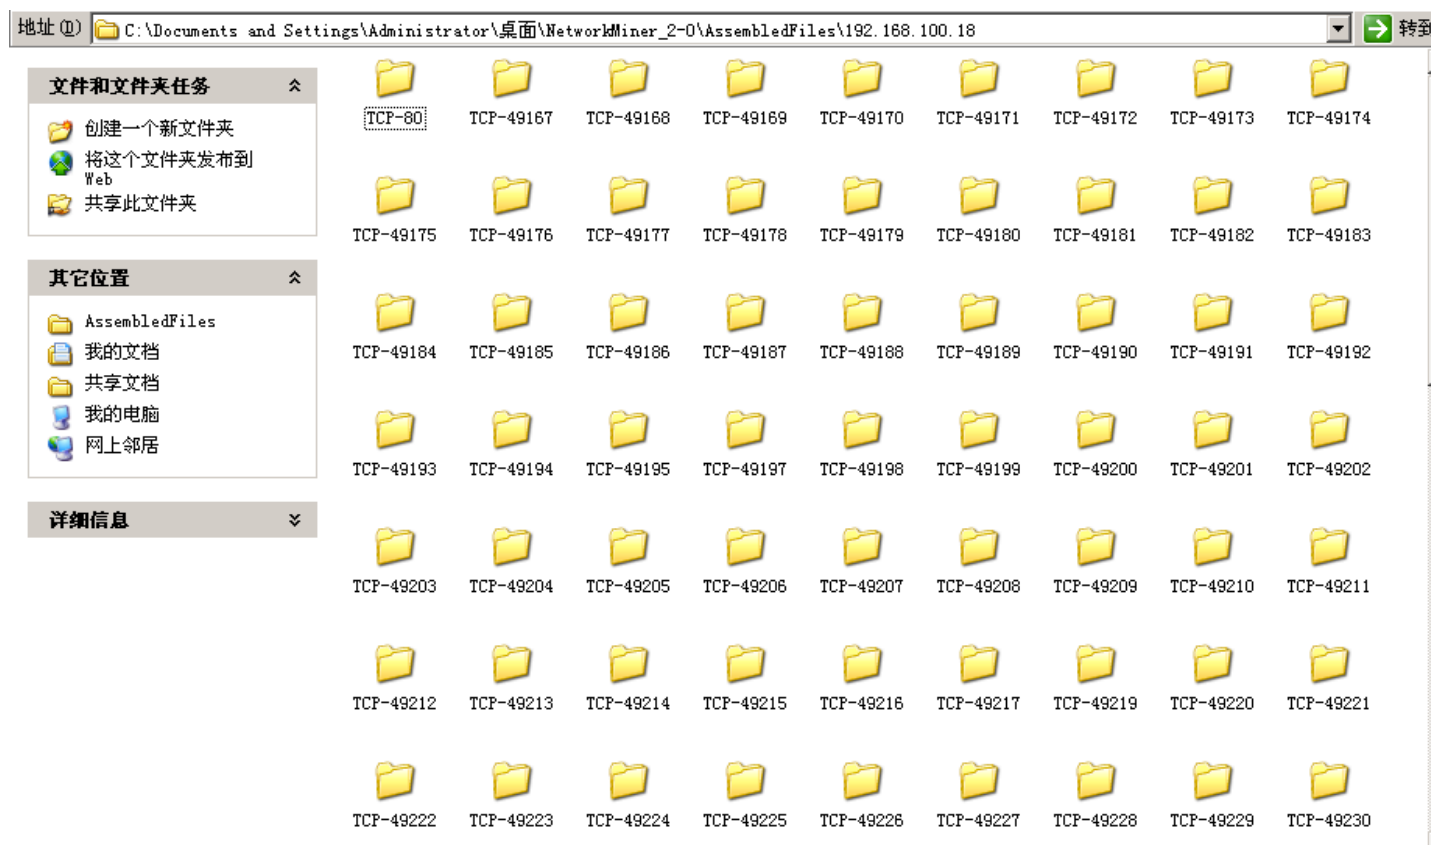 地址(D) C:\Documents and Settings\Administrator\桌面\NetworkMiner_2-0\AssembledFiles\192.168.100.18 转到
文件和文件夹任务
创建一个新文件夹
将这个文件夹发布到
Web
共享此文件夹
其它位置
AssembledFiles
我的文档
共享文档
我的电脑
网上邻居
详细信息
TCP-80 TCP-49167 TCP-49168 TCP-49169 TCP-49170 TCP-49171 TCP-49172 TCP-49173 TCP-49174
TCP-49175 TCP-49176 TCP-49177 TCP-49178 TCP-49179 TCP-49180 TCP-49181 TCP-49182 TCP-49183
TCP-49184 TCP-49185 TCP-49186 TCP-49187 TCP-49188 TCP-49189 TCP-49190 TCP-49191 TCP-49192
TCP-49193 TCP-49194 TCP-49195 TCP-49197 TCP-49198 TCP-49199 TCP-49200 TCP-49201 TCP-49202
TCP-49203 TCP-49204 TCP-49205 TCP-49206 TCP-49207 TCP-49208 TCP-49209 TCP-49210 TCP-49211
TCP-49212 TCP-49213 TCP-49214 TCP-49215 TCP-49216 TCP-49217 TCP-49219 TCP-49220 TCP-49221
TCP-49222 TCP-49223 TCP-49224 TCP-49225 TCP-49226 TCP-49227 TCP-49228 TCP-49229 TCP-49230